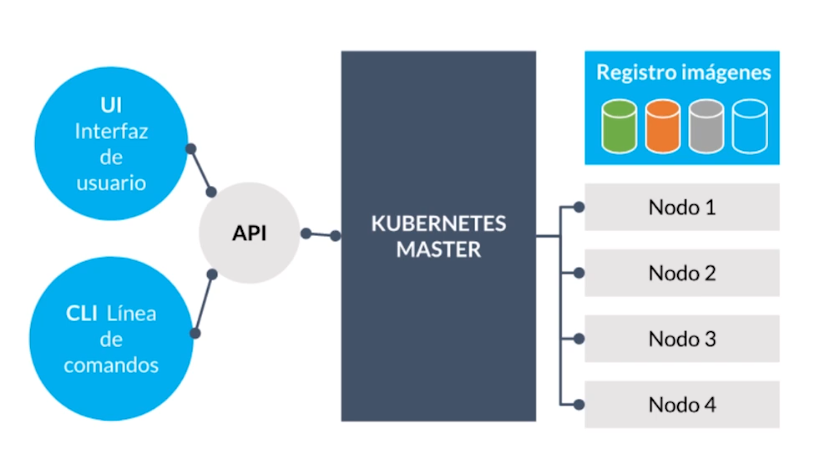 UI
Interfaz
de
usuario
CLI Línea
de
comandos
API
KUBERNETES
MASTER
Registro imágenes
Nodo 1
Nodo 2
Nodo 3
Nodo 4